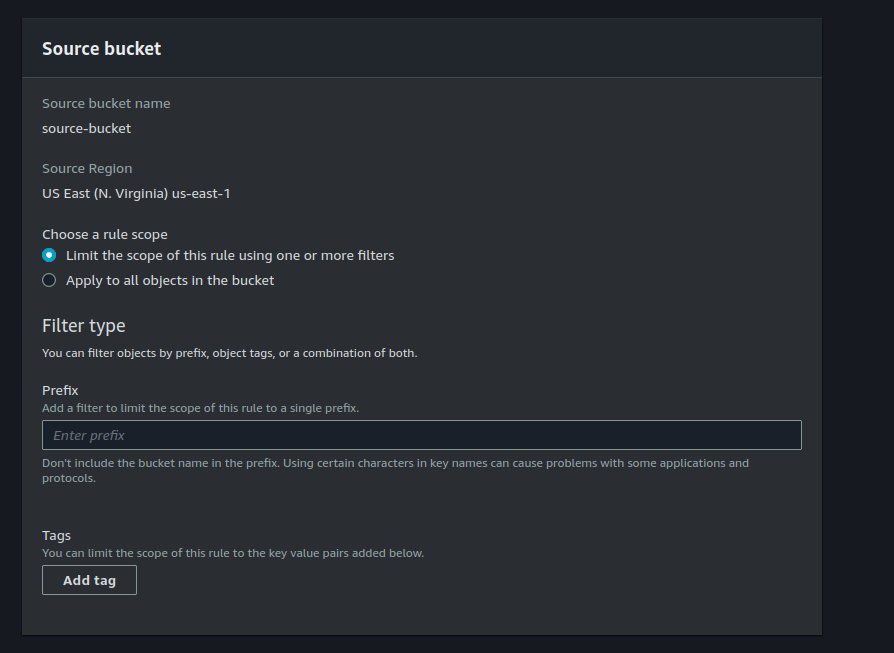 Source bucket
Source bucket name
source-bucket
Source Region
US East (N. Virginia) us-east-1
Choose a rule scope
Limit the scope of this rule using one or more filters
Apply to all objects in the bucket
Filter type
You can filter objects by prefix, object tags, or a combination of both.
Prefix
Add a filter to limit the scope of this rule to a single prefix.
Enter prefix
Don't include the bucket name in the prefix. Using certain characters in key names can cause problems with some applications and
protocols.
Tags
You can limit the scope of this rule to the key value pairs added below.
Add tag